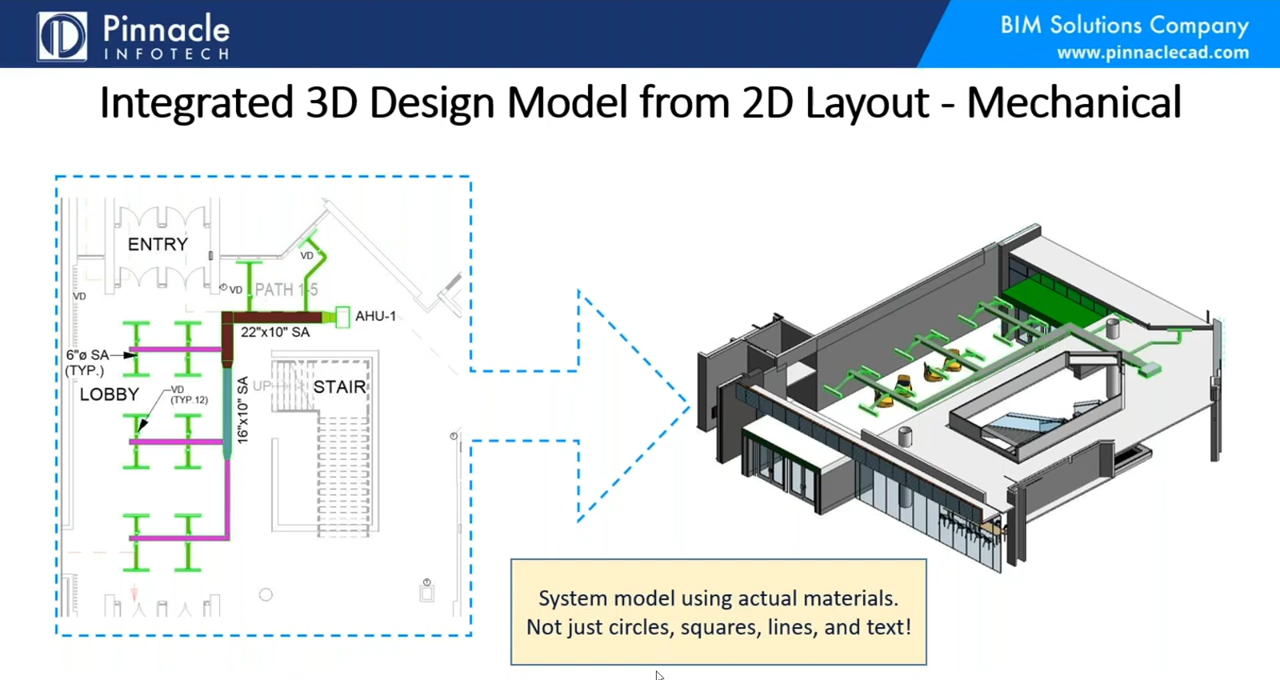 Pinnacle
INFOTECH
BIM Solutions Company
www.pinnaclecad.com
Integrated 3D Design Model from 2D Layout - Mechanical
ENTRY
VD
VD
PATH 1-5
VD
AHU-1
22"x10" SA
6"ø SA
(TYP.)
LOBBY
VD
(TYP.12)
16"x10" SA
UP
STAIR
System model using actual materials.
Not just circles, squares, lines, and text!